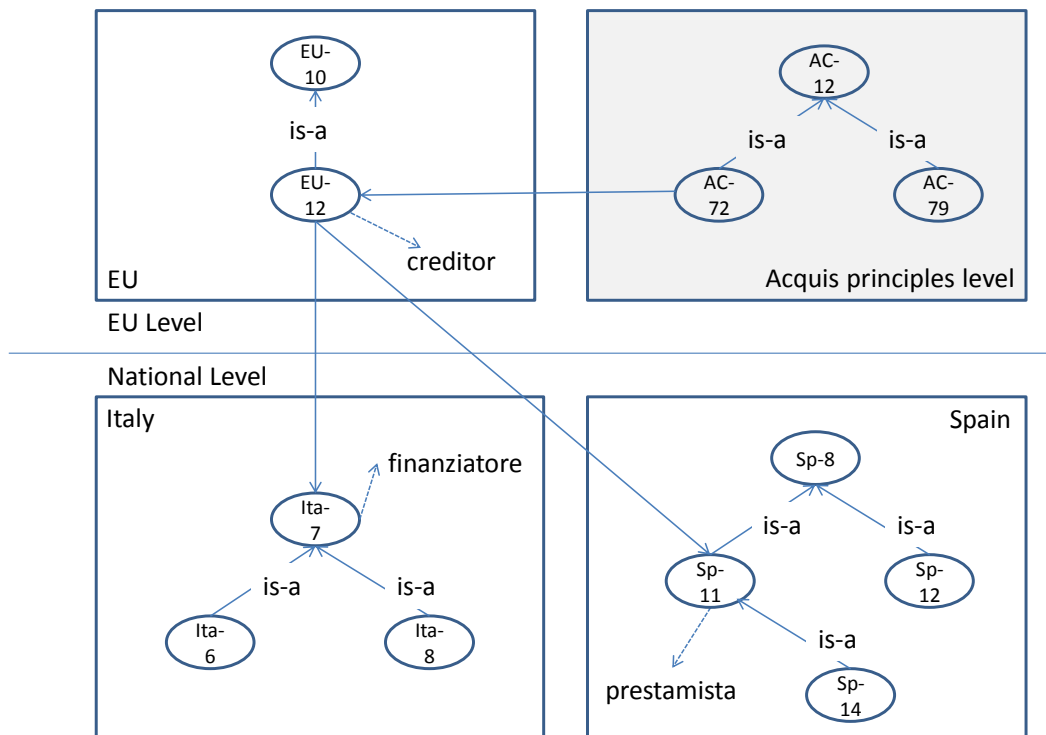 EU-
10
is-a
EU-
12
creditor
EU
AC-
12
is-a
is-a
AC-
72
AC-
79
Acquis principles level
EU Level
National Level
Italy
finanziatore
Ita-
7
is-a
is-a
Ita-
6
Ita-
8
Spain
Sp-8
is-a
is-a
Sp-
11
Sp-
12
is-a
prestamista
Sp-
14